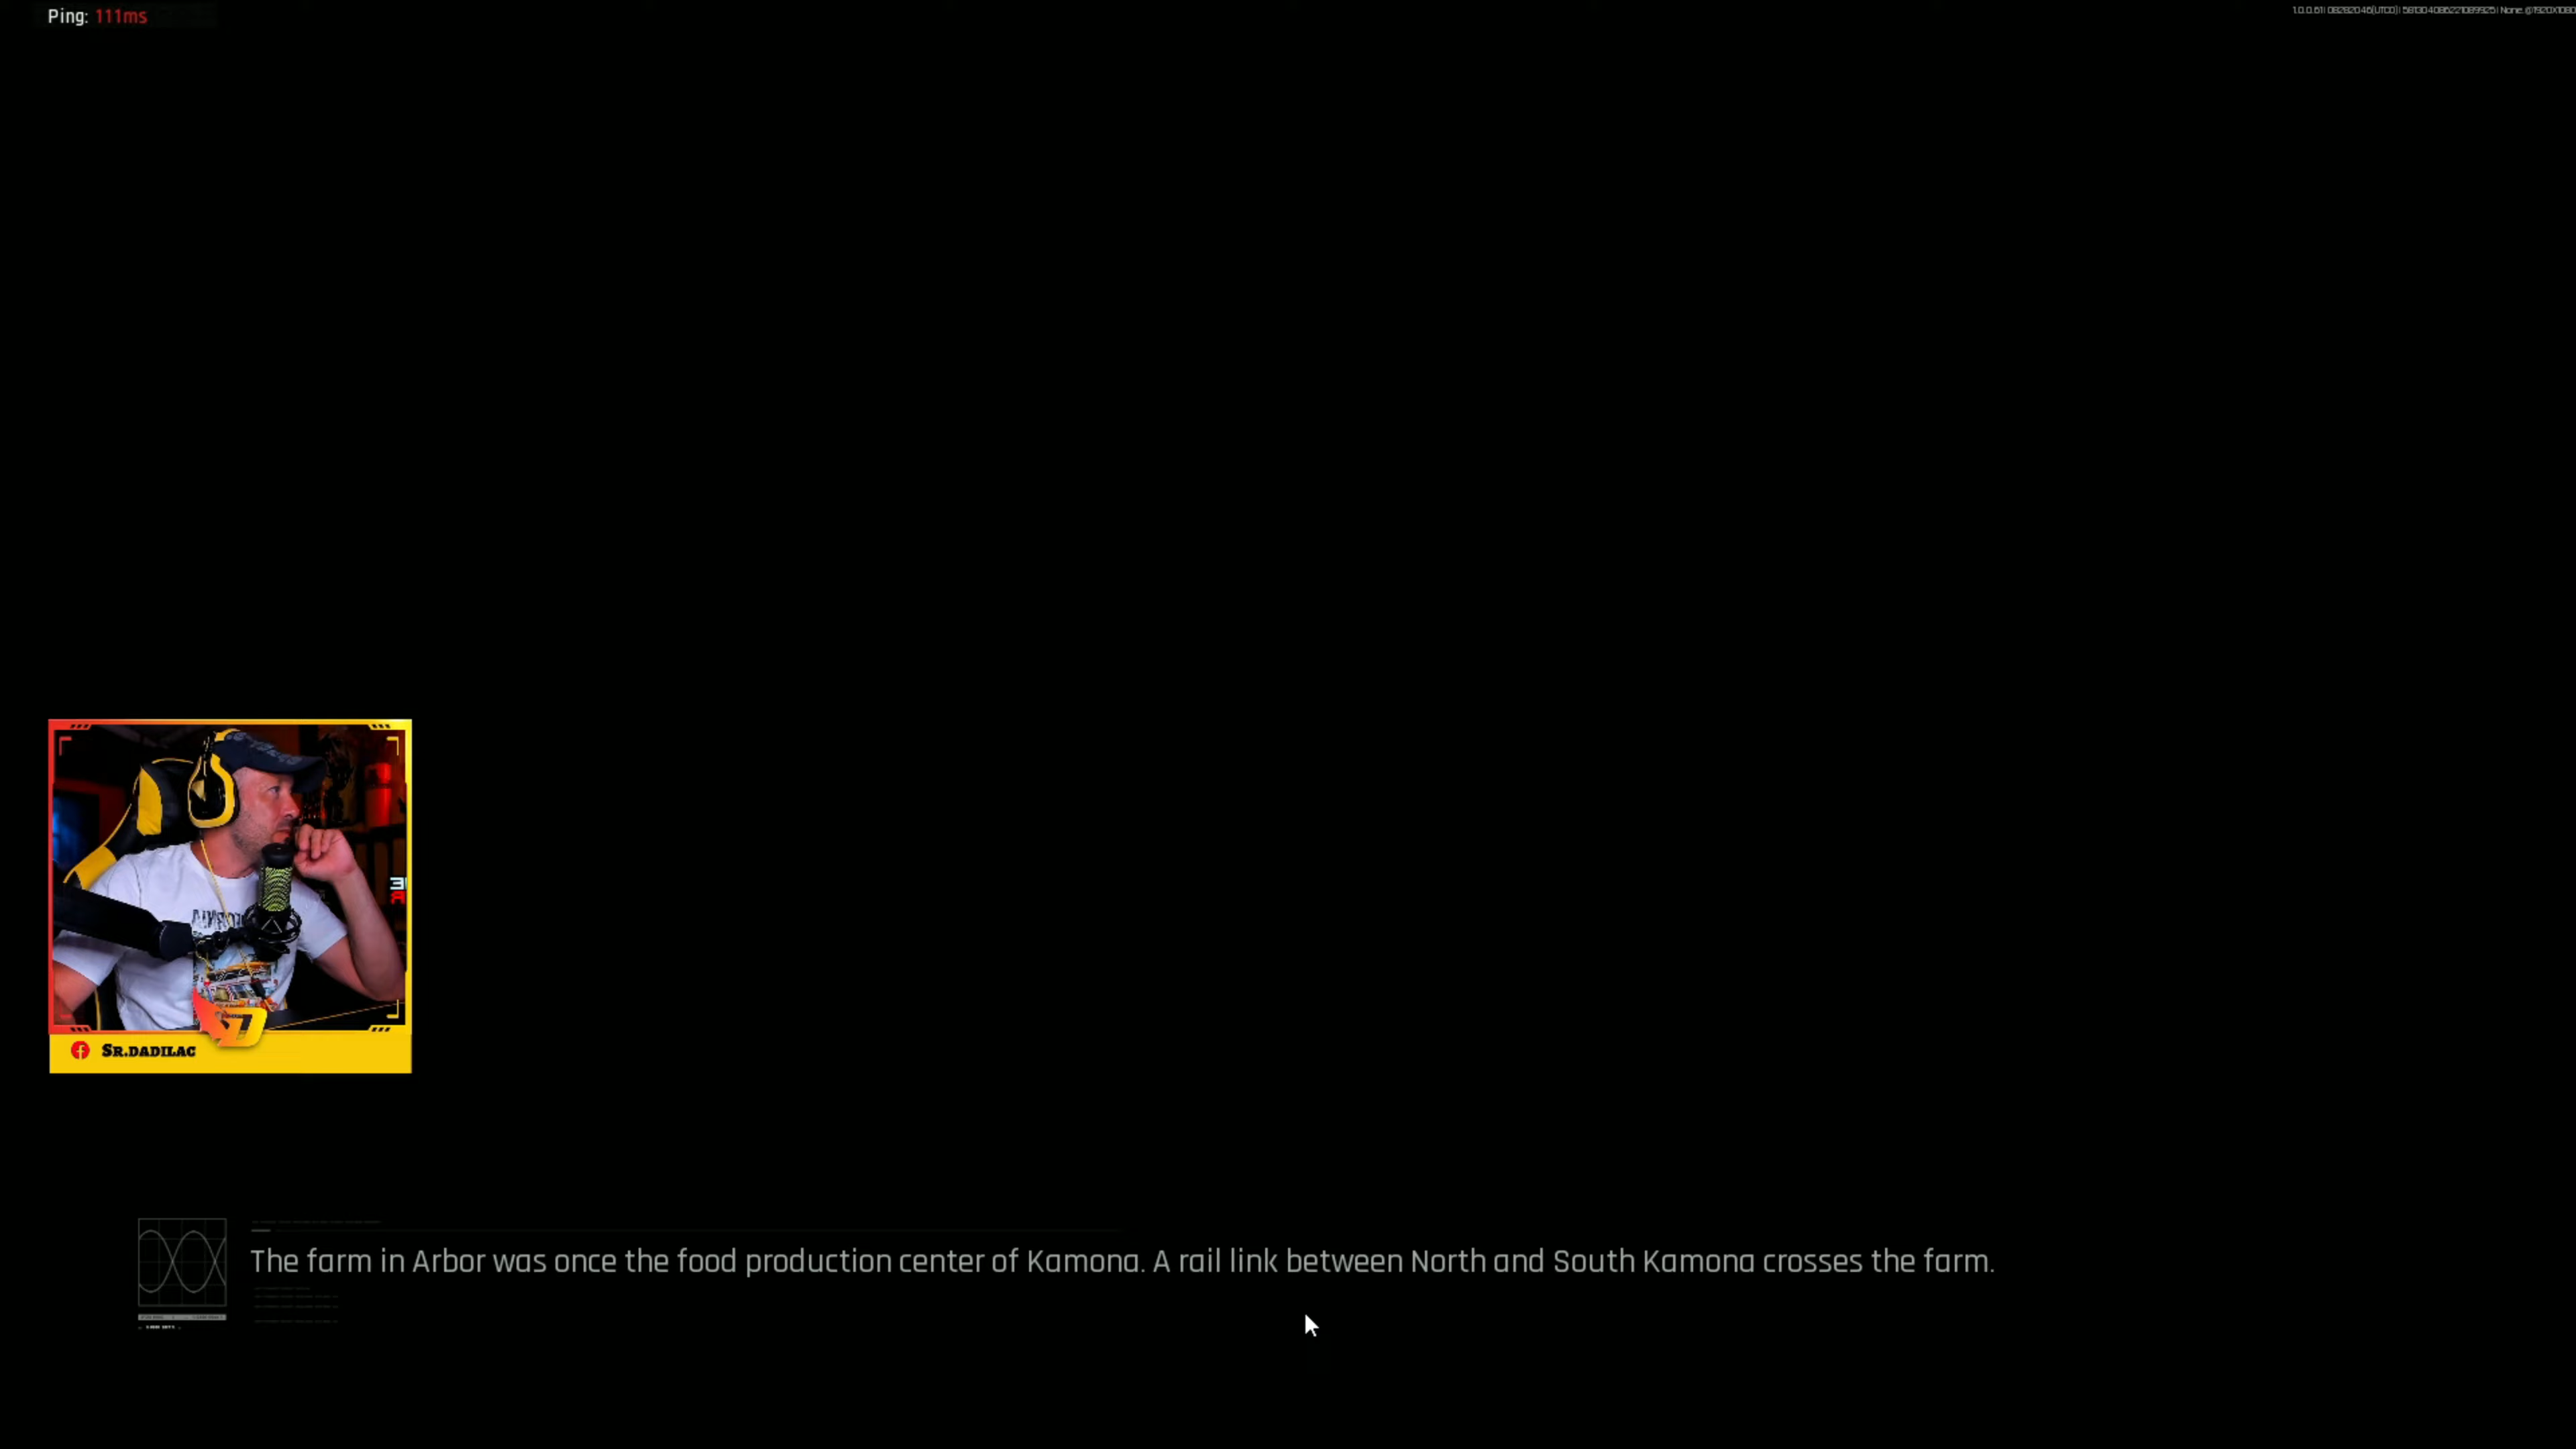 Ping: 111ms
SR.DADILAC
The farm in Arbor was once the food production center of Kamona. A rail link between North and South Kamona crosses the farm.